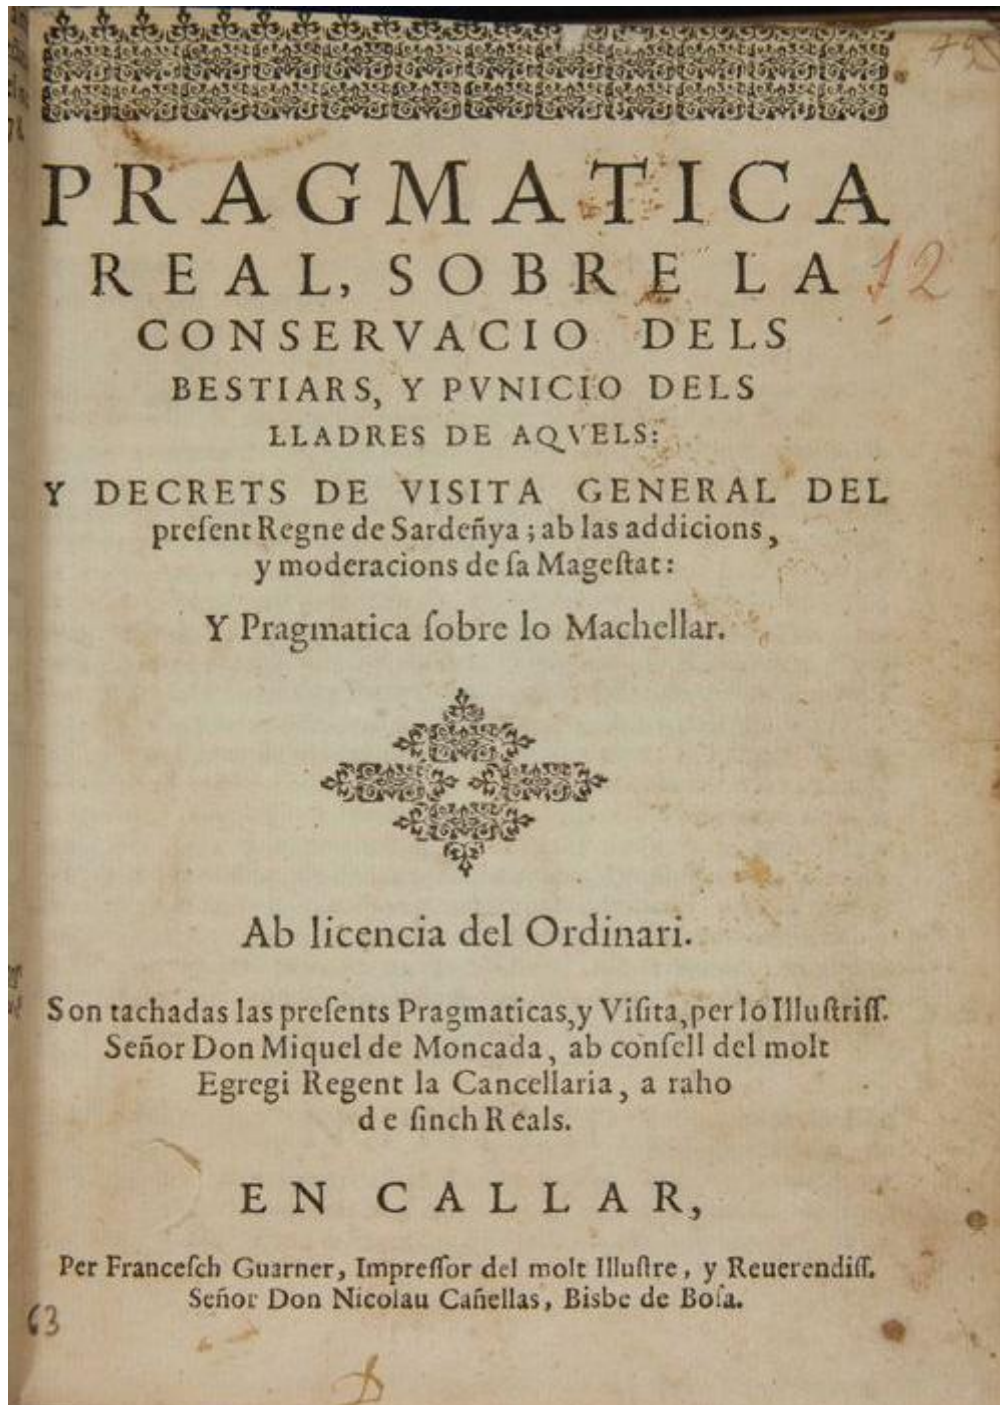 PRAGMATICA
REAL, SOBRE LA
12
CONSERVACIO DELS
BESTIARS, Y PVNICIO DELS
LLADRES DE AQVELS:
Y DECRETS DE VISITA GENERAL DEL
preſent Regne de Sardeñya; ab las addicions,
y moderacions de ſa Mageſtat:
Y Pragmatica ſobre lo Machellar.
Ab licencia del Ordinari.
Son tachadas las preſents Pragmaticas, y Viſita, per lo Illuſtriſſ.
Señor Don Miquel de Moncada, ab conſell del molt
Egregi Regent la Cancellaria, a raho
de ſinch Reals.
EN CALLAR,
Per Franceſch Guarner, Impreſſor del molt Illuſtre, y Reuerendiſſ.
Señor Don Nicolau Cañellas, Bisbe de Boſa.
63